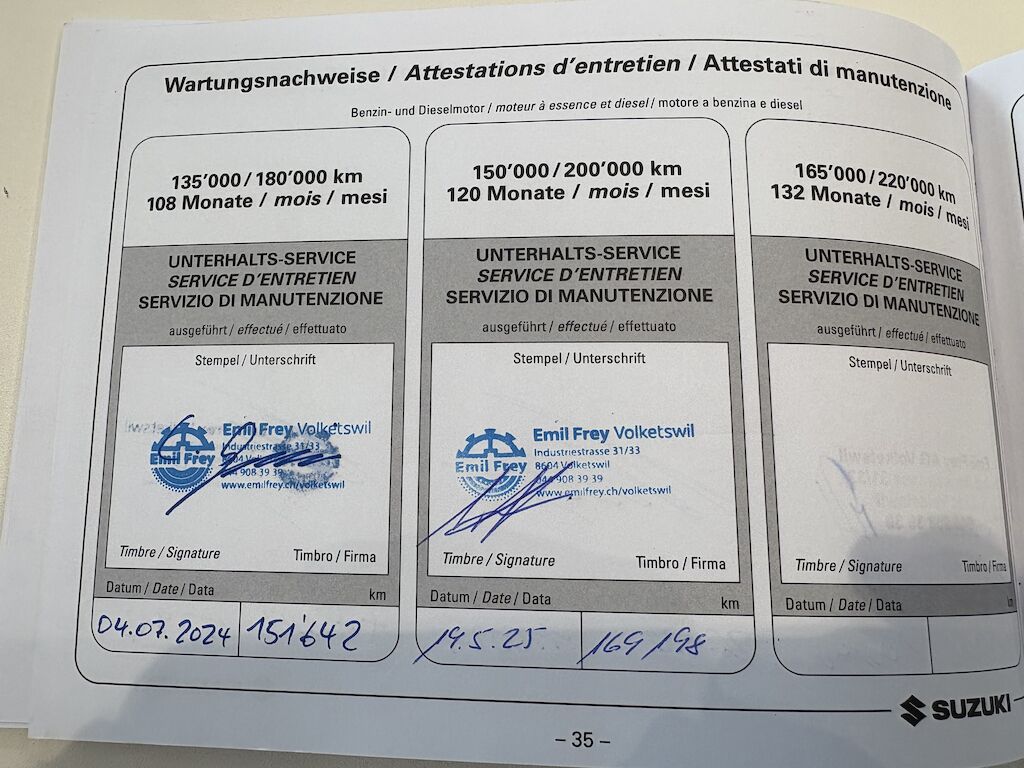 Wartungsnachweise / Attestations d'entretien / Attestati di manutenzione
Benzin- und Dieselmotor / moteur à essence et diesel / motore a benzina e diesel
135'000 / 180'000 km
108 Monate / mois / mesi
UNTERHALTS-SERVICE
SERVICE D'ENTRETIEN
SERVIZIO DI MANUTENZIONE
ausgeführt / effectué / effettuato
Stempel / Unterschrift
Emil Frey
Emil Frey Volketswil
Industriestrasse 31/33
908 39 39
www.emilfrey.ch/volketswil
Timbre / Signature
Timbro / Firma
Datum / Date / Data
km
04.07.2024
151'642
150'000 / 200'000 km
120 Monate / mois / mesi
UNTERHALTS-SERVICE
SERVICE D'ENTRETIEN
SERVIZIO DI MANUTENZIONE
ausgeführt / effectué / effettuato
Stempel / Unterschrift
Emil Frey
Emil Frey Volketswil
Industriestrasse 31/33
8604 Volketswil
044 908 39 39
www.emilfrey.ch/volketswil
Timbre / Signature
Timbro / Firma
Datum / Date / Data
km
19.5.25
169198
165'000 / 220'000 km
132 Monate / mois / mesi
UNTERHALTS-SERVICE
SERVICE D'ENTRETIEN
SERVIZIO DI MANUTENZIONE
ausgeführt / effectué / effettuato
Stempel / Unterschrift
Timbre / Signature
Timbro / Firma
Datum / Date / Data
km
SUZUKI
– 35 –